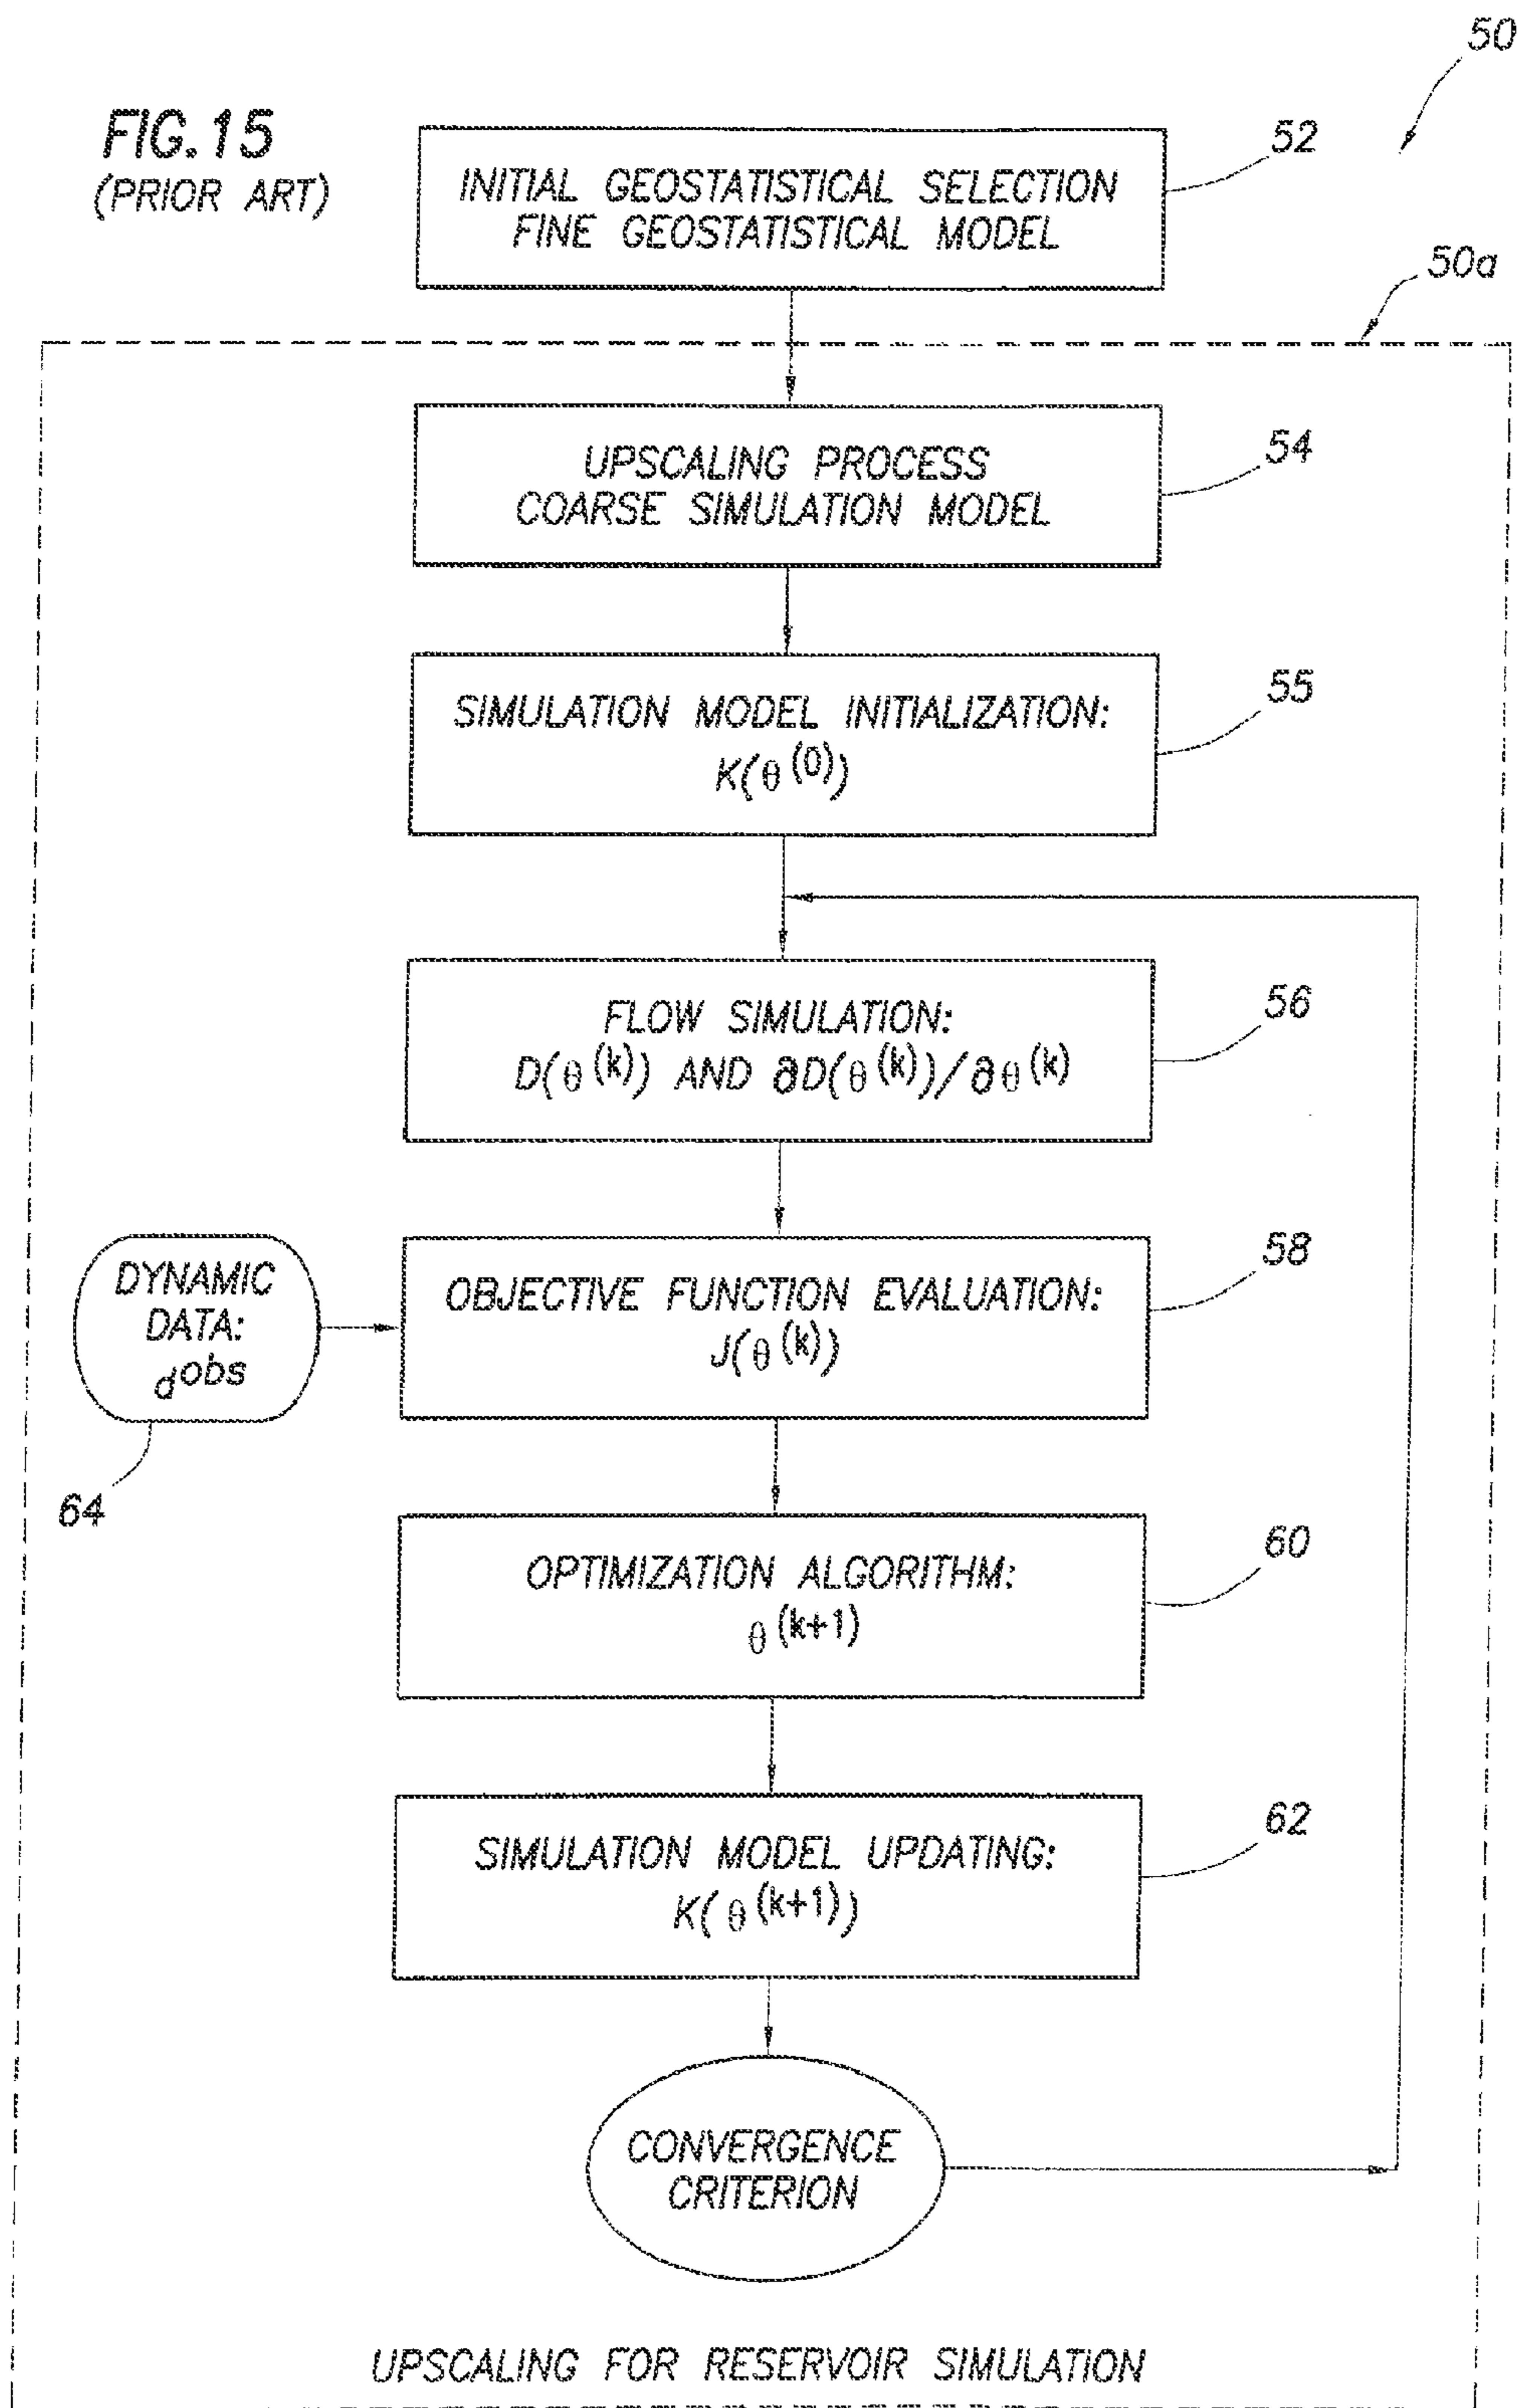 50
FIG. 15
(PRIOR ART)
52
INITIAL GEOSTATISTICAL SELECTION
FINE GEOSTATISTICAL MODEL
50a
54
UPSCALING PROCESS
COARSE SIMULATION MODEL
55
SIMULATION MODEL INITIALIZATION:
K(θ^(0))
56
FLOW SIMULATION:
D(θ^(k)) AND ∂D(θ^(k))/∂θ^(k)
58
DYNAMIC
DATA:
d^obs
OBJECTIVE FUNCTION EVALUATION:
J(θ^(k))
64
60
OPTIMIZATION ALGORITHM:
θ^(k+1)
62
SIMULATION MODEL UPDATING:
K(θ^(k+1))
CONVERGENCE
CRITERION
UPSCALING FOR RESERVOIR SIMULATION